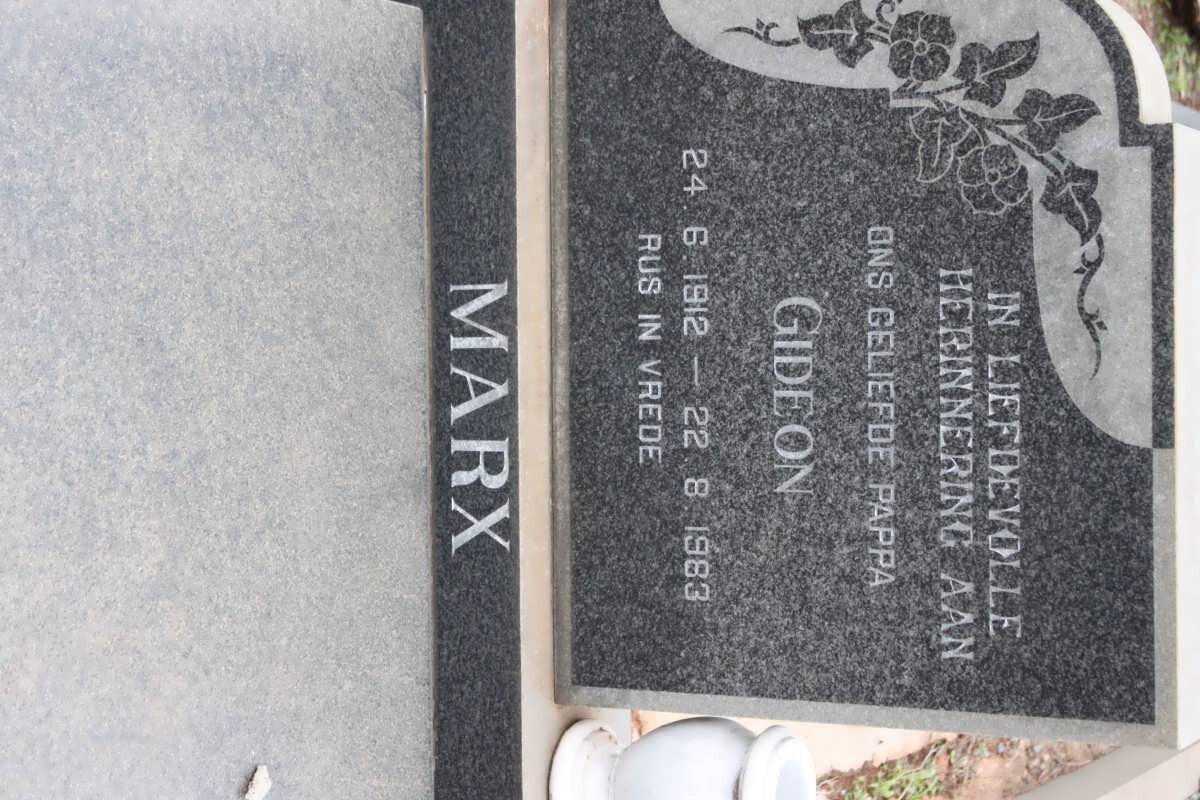 IN LIEFDEVOLLE
HERINNERING AAN
ONS GELIEFDE PAPPA
GIDEON
24. 6. 1912 — 22. 8. 1983
RUS IN VREDE
MARX